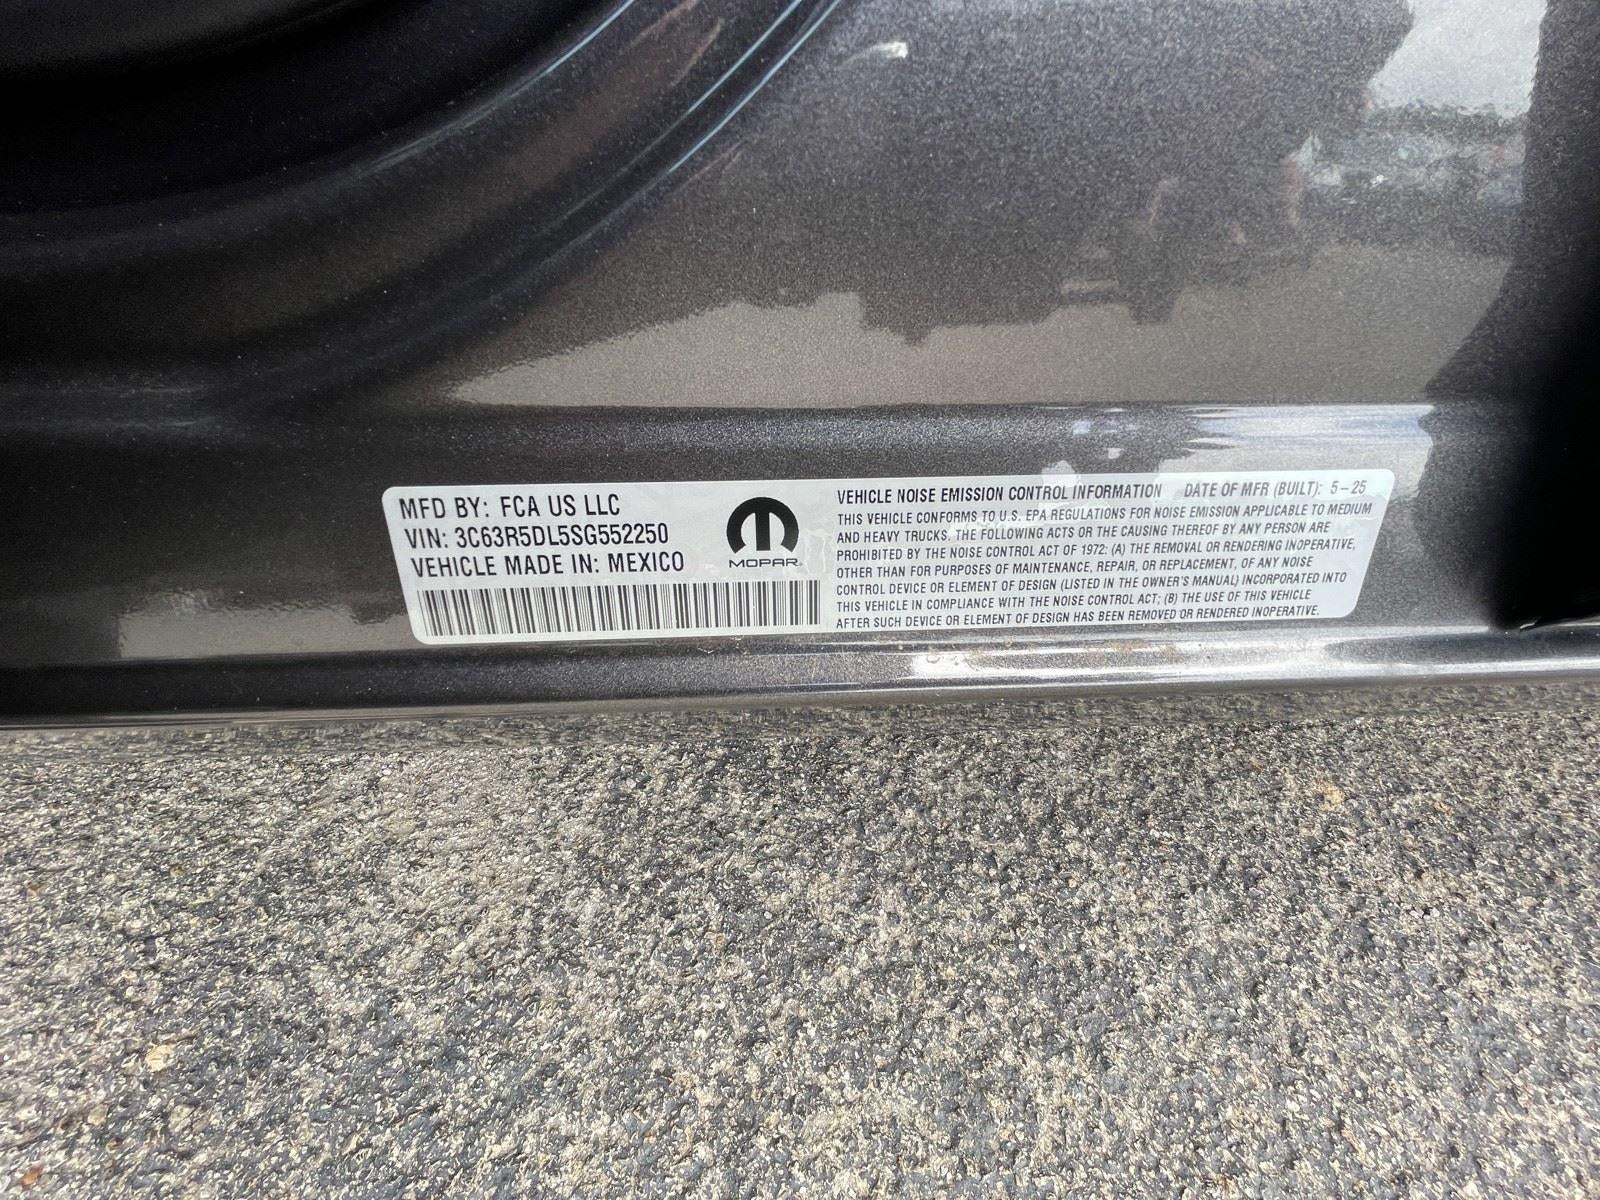 MFD BY: FCA US LLC
VIN: 3C63R5DL5SG552250
VEHICLE MADE IN: MEXICO
MOPAR
VEHICLE NOISE EMISSION CONTROL INFORMATION DATE OF MFR (BUILT): 5-25
THIS VEHICLE CONFORMS TO U.S. EPA REGULATIONS FOR NOISE EMISSION APPLICABLE TO MEDIUM
AND HEAVY TRUCKS. THE FOLLOWING ACTS OR THE CAUSING THEREOF BY ANY PERSON ARE
PROHIBITED BY THE NOISE CONTROL ACT OF 1972: (A) THE REMOVAL OR RENDERING INOPERATIVE,
OTHER THAN FOR PURPOSES OF MAINTENANCE, REPAIR, OR REPLACEMENT, OF ANY NOISE
CONTROL DEVICE OR ELEMENT OF DESIGN (LISTED IN THE OWNER'S MANUAL) INCORPORATED INTO
THIS VEHICLE IN COMPLIANCE WITH THE NOISE CONTROL ACT; (B) THE USE OF THIS VEHICLE
AFTER SUCH DEVICE OR ELEMENT OF DESIGN HAS BEEN REMOVED OR RENDERED INOPERATIVE.